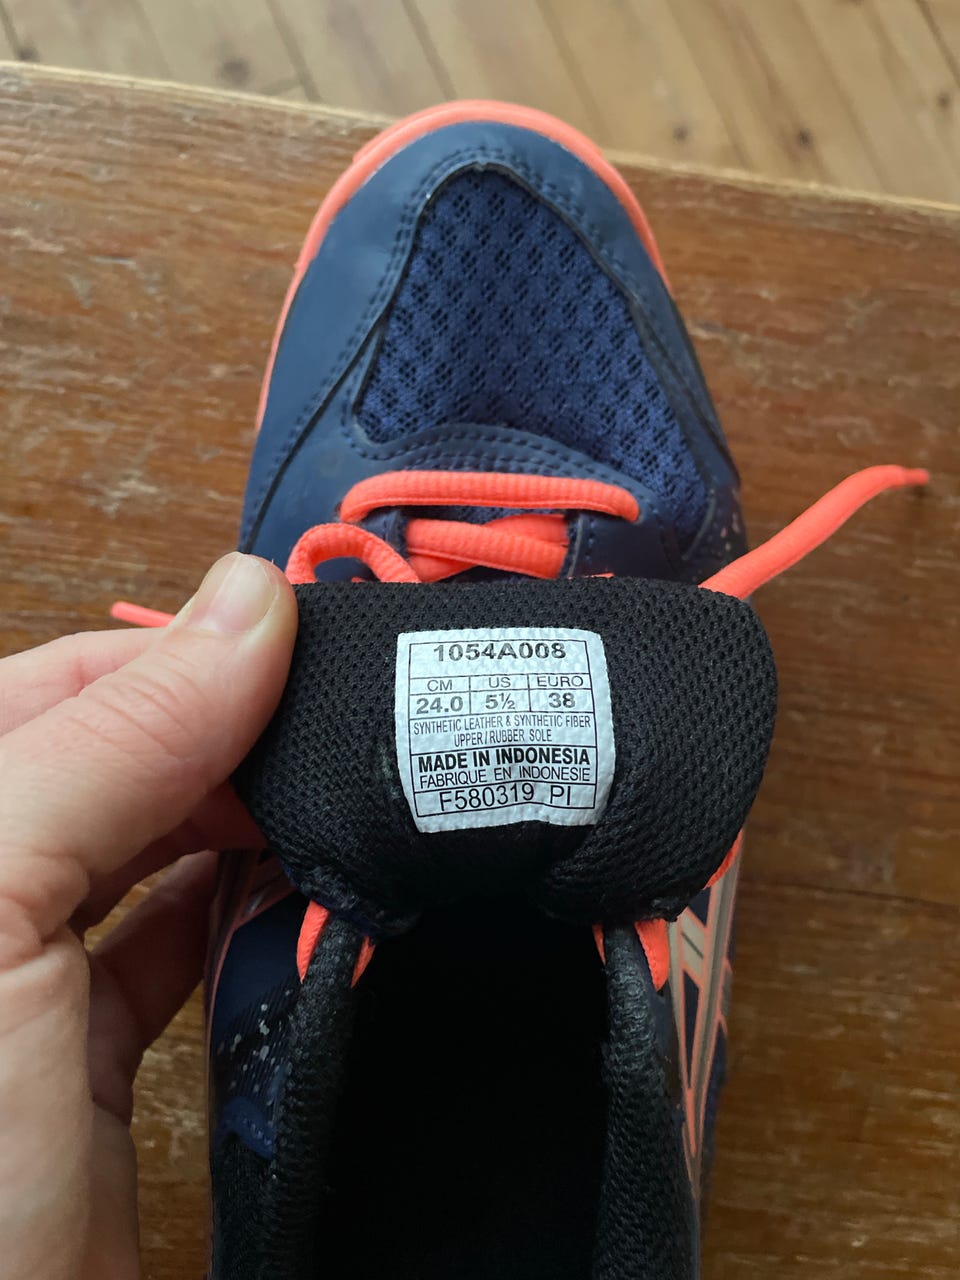 1054A008
CM US EURO
24.0 5½ 38
SYNTHETIC LEATHER & SYNTHETIC FIBER
UPPER/RUBBER SOLE
MADE IN INDONESIA
FABRIQUE EN INDONESIE
F580319 PI